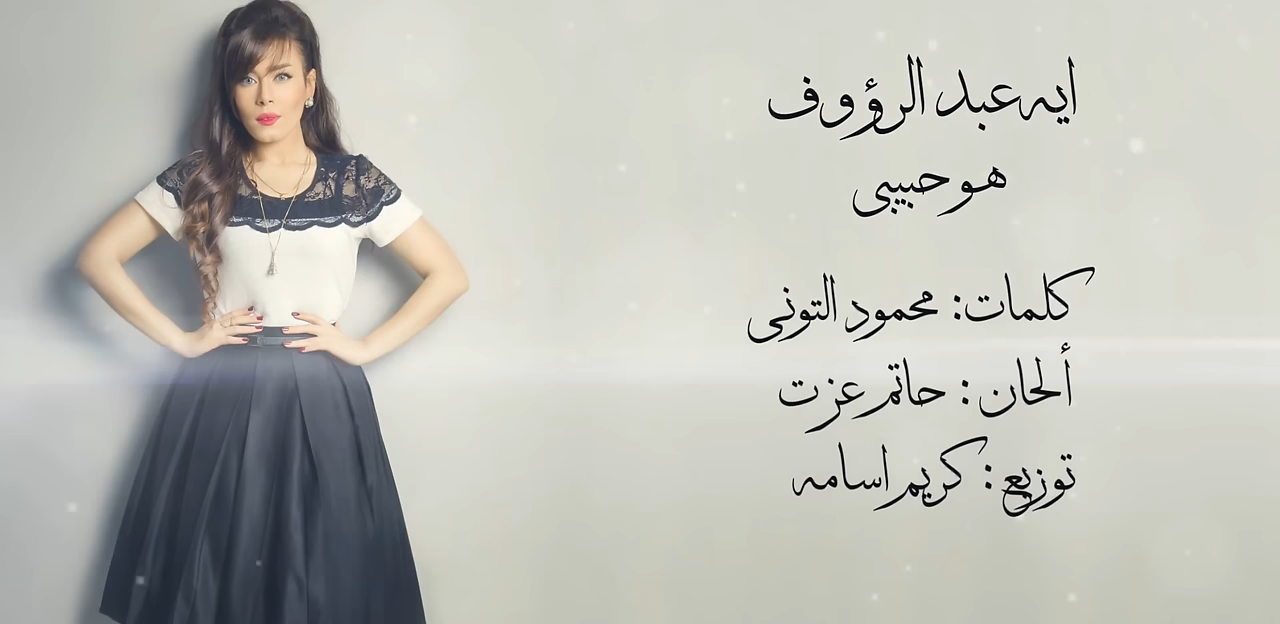 ايه عبد الرؤوف
هو حبيبى
كلمات: محمود التونى
ألحان : حاتم عزت
توزيع : كريم اسامه